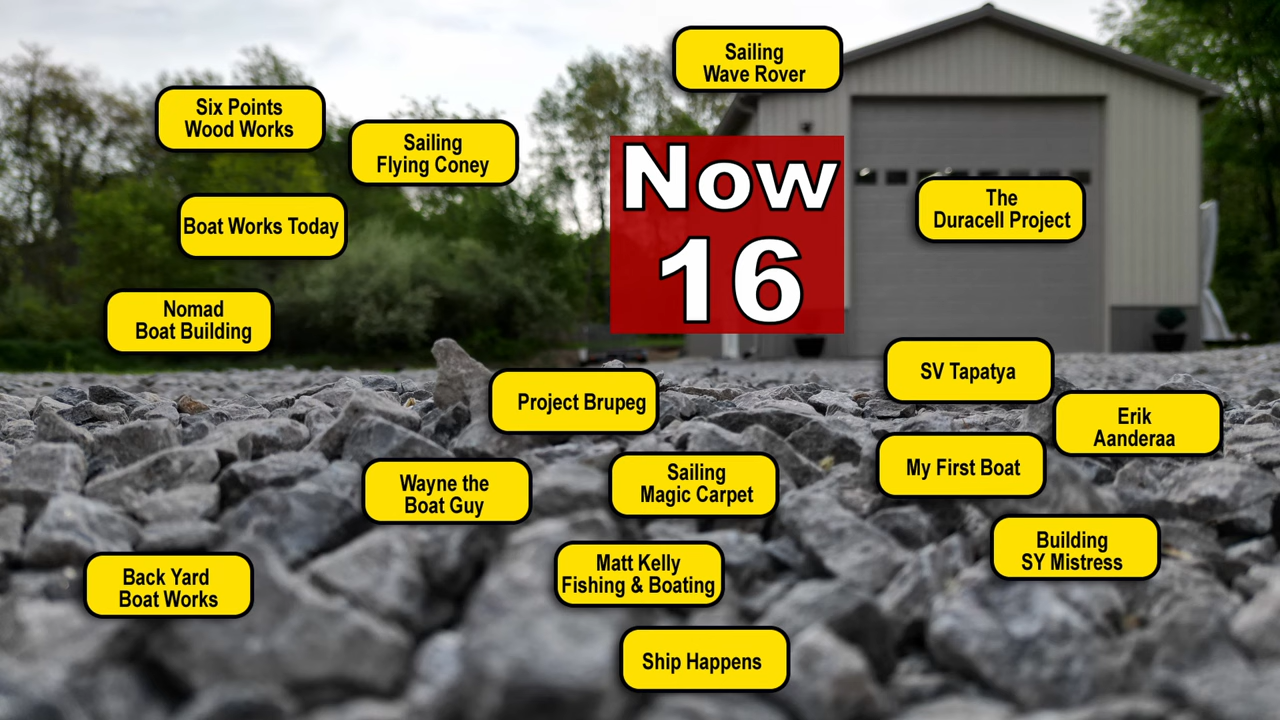 Sailing
Wave Rover
Six Points
Wood Works
Sailing
Flying Coney
Now
16
The
Duracell Project
Boat Works Today
Nomad
Boat Building
SV Tapatya
Project Brupeg
Erik
Aanderaa
My First Boat
Wayne the
Boat Guy
Sailing
Magic Carpet
Building
SY Mistress
Matt Kelly
Fishing & Boating
Back Yard
Boat Works
Ship Happens